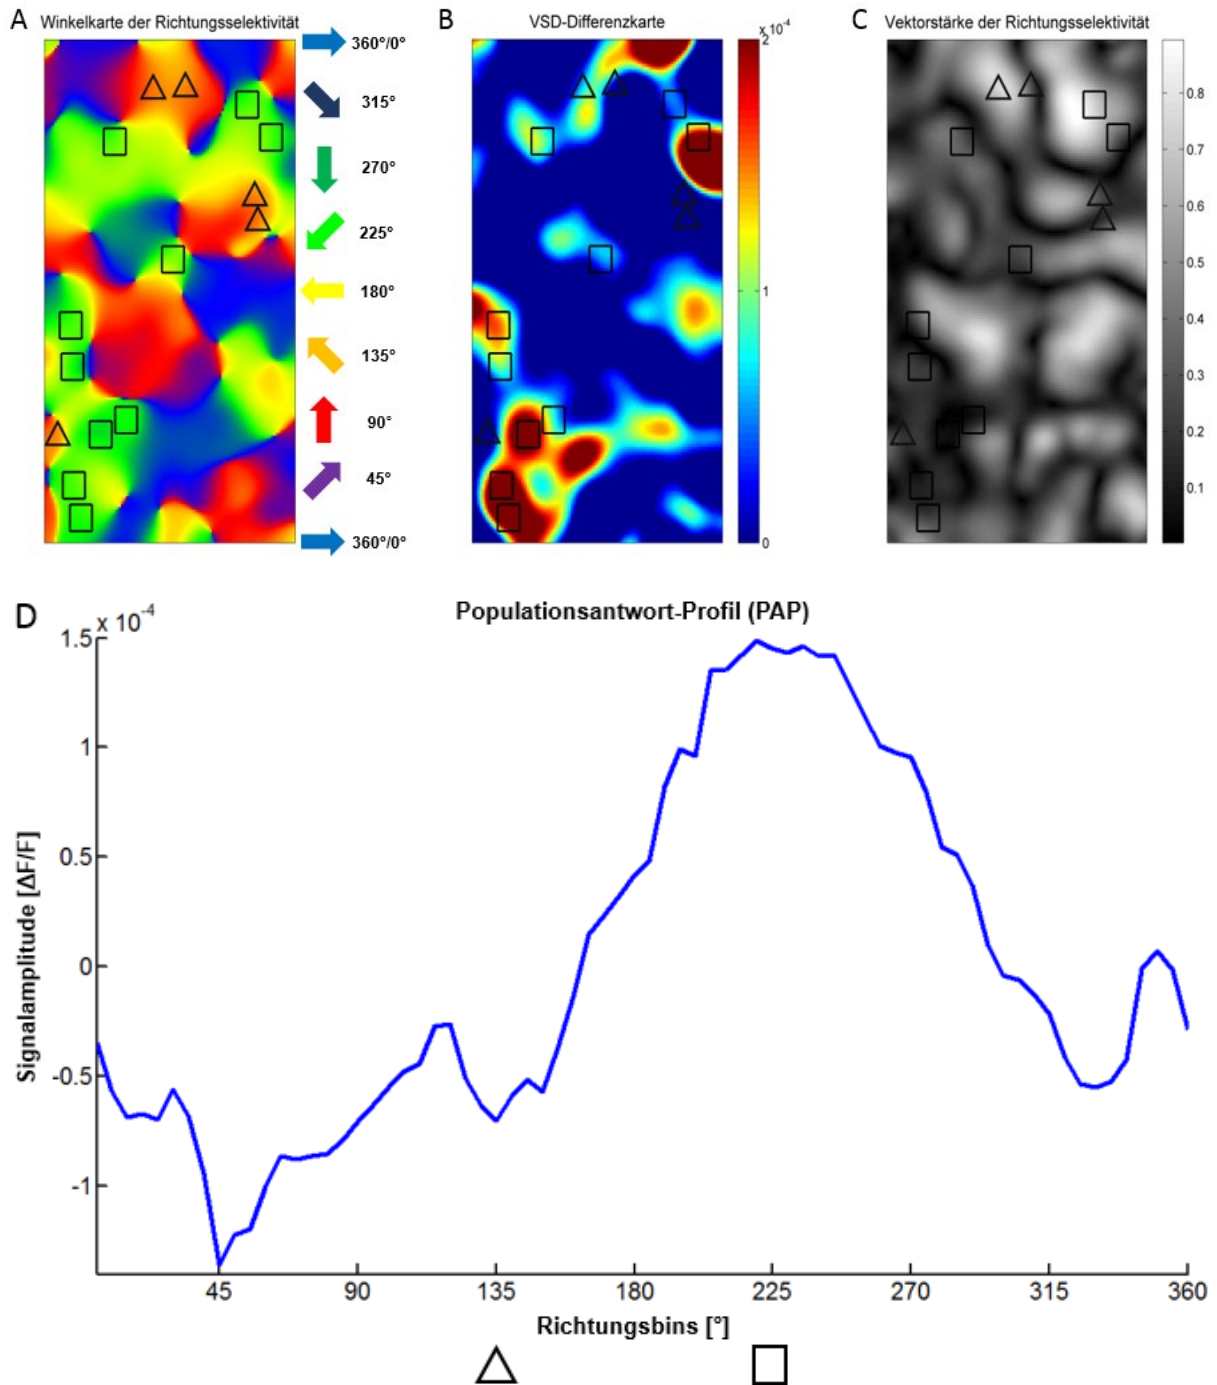 A
Winkelkarte der Richtungsselektivität
360°/0°
315°
270°
225°
180°
135°
90°
45°
360°/0°
B
VSD-Differenzkarte
x 10⁻⁴
2
1
0
C
Vektorstärke der Richtungsselektivität
0.8
0.7
0.6
0.5
0.4
0.3
0.2
0.1
D
Populationsantwort-Profil (PAP)
x 10⁻⁴
1.5
1
0.5
0
-0.5
-1
Signalamplitude [ΔF/F]
45 90 135 180 225 270 315 360
Richtungsbins [°]